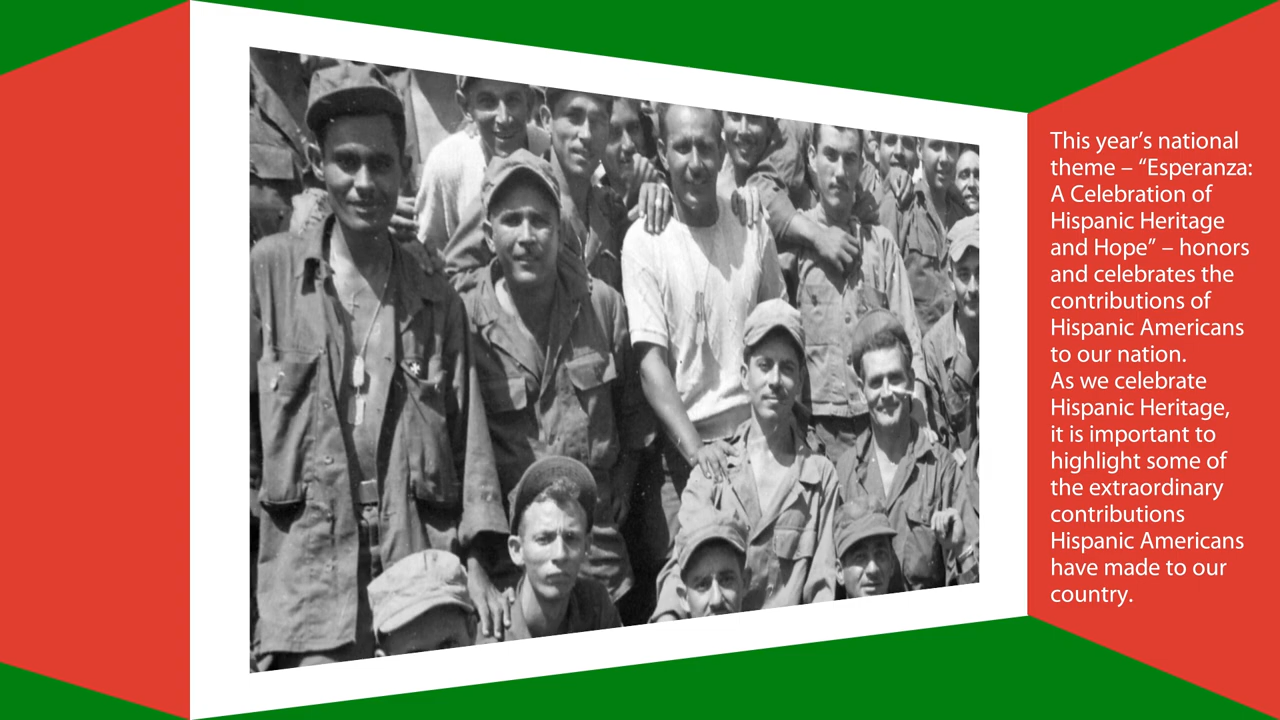 This year’s national
theme – “Esperanza:
A Celebration of
Hispanic Heritage
and Hope” – honors
and celebrates the
contributions of
Hispanic Americans
to our nation.
As we celebrate
Hispanic Heritage,
it is important to
highlight some of
the extraordinary
contributions
Hispanic Americans
have made to our
country.